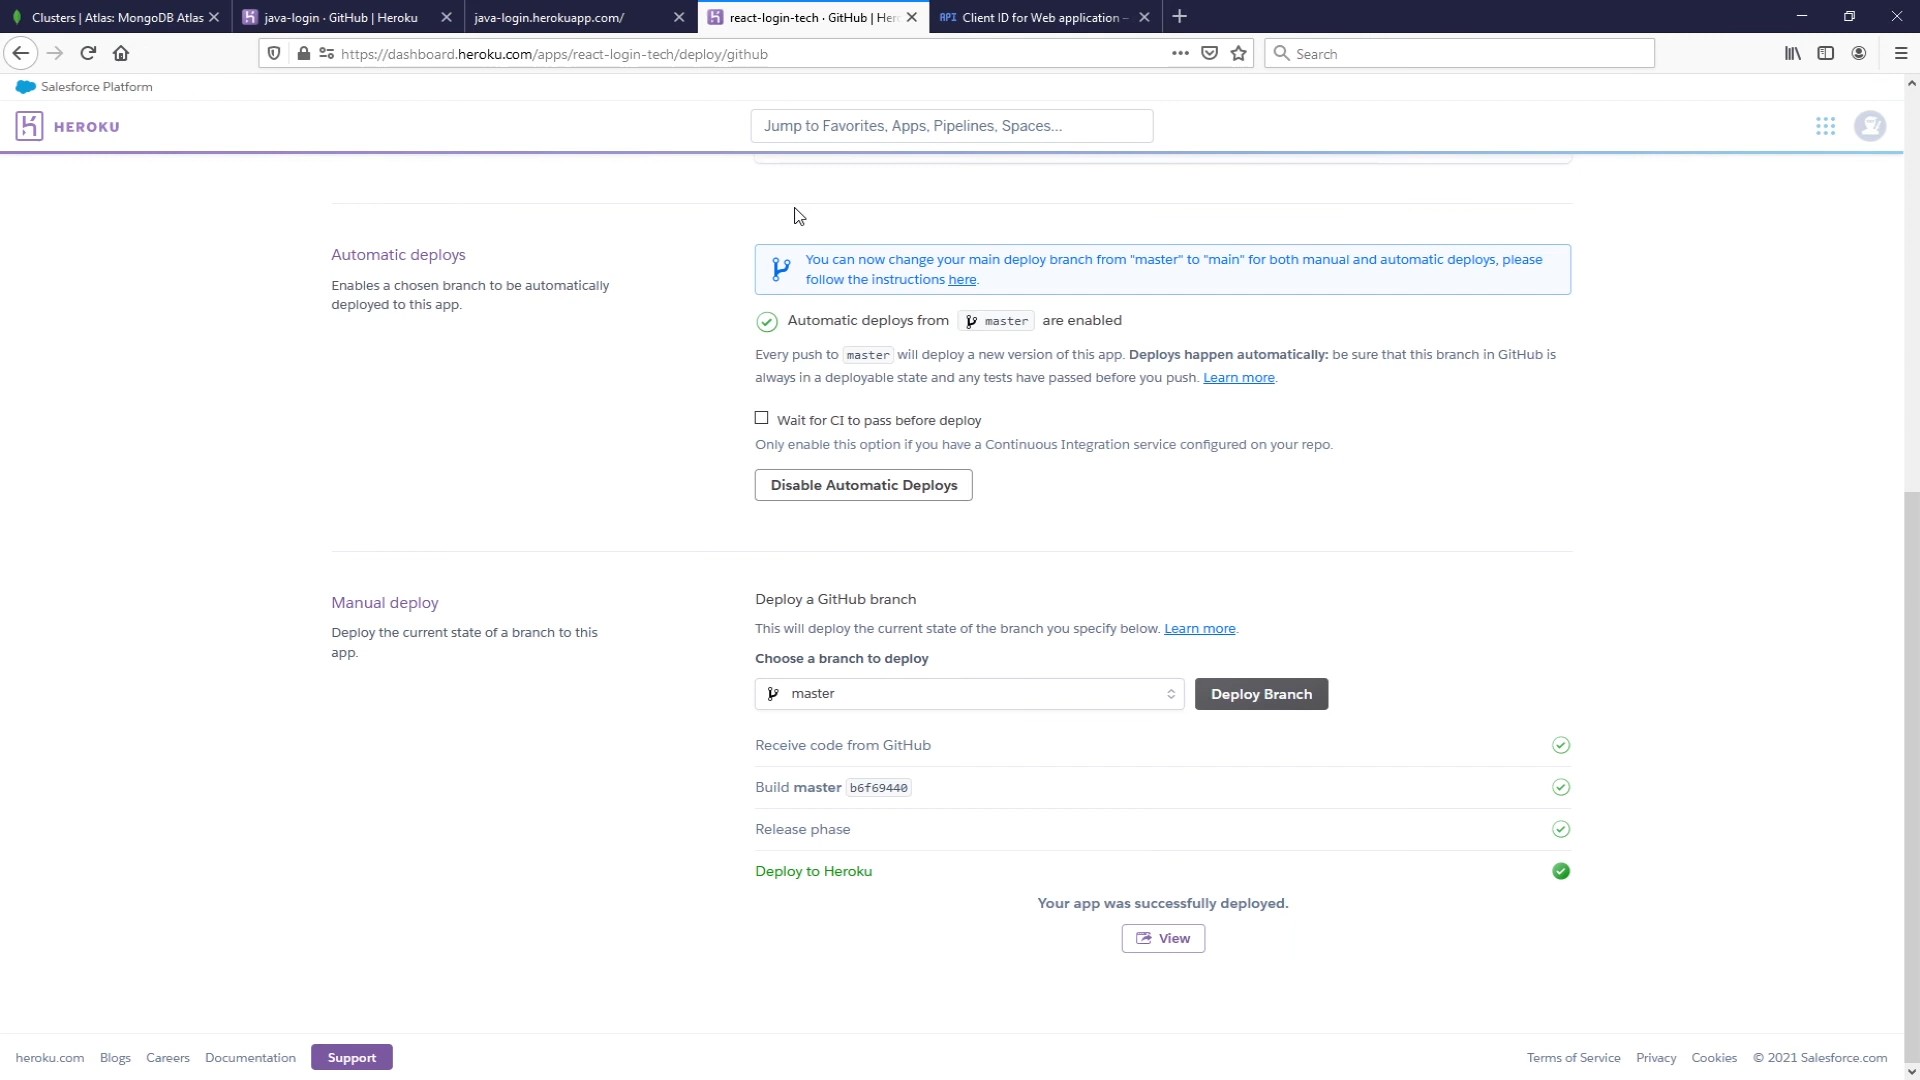 Clusters | Atlas: MongoDB Atlas
java-login · GitHub | Heroku
java-login.herokuapp.com/
react-login-tech · GitHub | Her
API Client ID for Web application –
https://dashboard.heroku.com/apps/react-login-tech/deploy/github
Search
Salesforce Platform
HEROKU
Jump to Favorites, Apps, Pipelines, Spaces...
Automatic deploys
Enables a chosen branch to be automatically
deployed to this app.
You can now change your main deploy branch from "master" to "main" for both manual and automatic deploys, please
follow the instructions here.
Automatic deploys from master are enabled
Every push to master will deploy a new version of this app. Deploys happen automatically: be sure that this branch in GitHub is
always in a deployable state and any tests have passed before you push. Learn more.
Wait for CI to pass before deploy
Only enable this option if you have a Continuous Integration service configured on your repo.
Disable Automatic Deploys
Manual deploy
Deploy the current state of a branch to this
app.
Deploy a GitHub branch
This will deploy the current state of the branch you specify below. Learn more.
Choose a branch to deploy
master
Deploy Branch
Receive code from GitHub
Build master b6f69440
Release phase
Deploy to Heroku
Your app was successfully deployed.
View
heroku.com Blogs Careers Documentation Support
Terms of Service Privacy Cookies © 2021 Salesforce.com